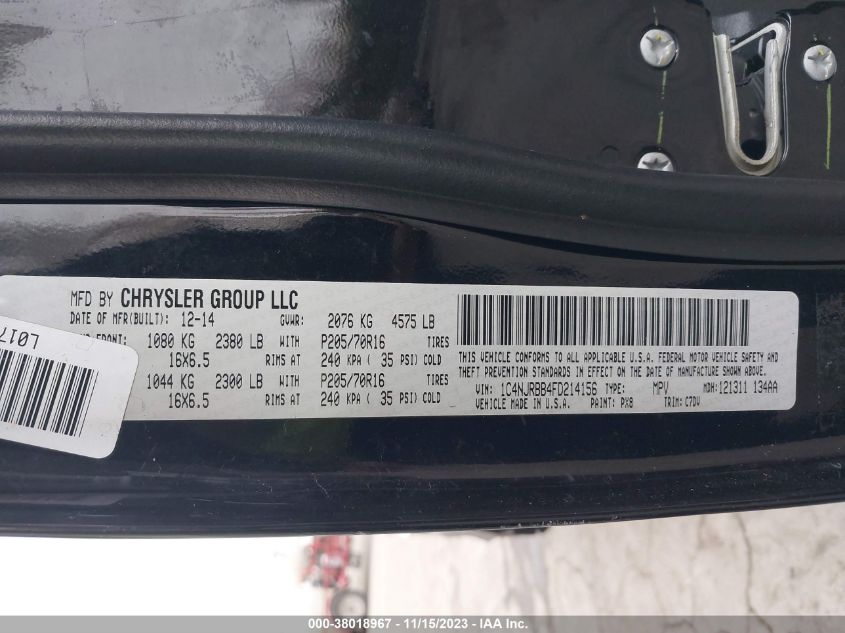 MFD BY CHRYSLER GROUP LLC
DATE OF MFR(BUILT): 12-14 GVWR: 2076 KG 4575 LB
FRONT: 1080 KG 2380 LB WITH P205/70R16 TIRES
16X6.5 RIMS AT 240 KPA ( 35 PSI) COLD
1044 KG 2300 LB WITH P205/70R16 TIRES
16X6.5 RIMS AT 240 KPA ( 35 PSI) COLD
THIS VEHICLE CONFORMS TO ALL APPLICABLE U.S.A. FEDERAL MOTOR VEHICLE SAFETY AND
THEFT PREVENTION STANDARDS IN EFFECT ON THE DATE OF MANUFACTURE SHOWN ABOVE.
VIN: 1C4NJRBB4FD214156 TYPE: MPV MDH: 121311 134AA
VEHICLE MADE IN U.S.A. PAINT: PX8 TRIM: C7DV
L017
000-38018967 - 11/15/2023 - IAA Inc.